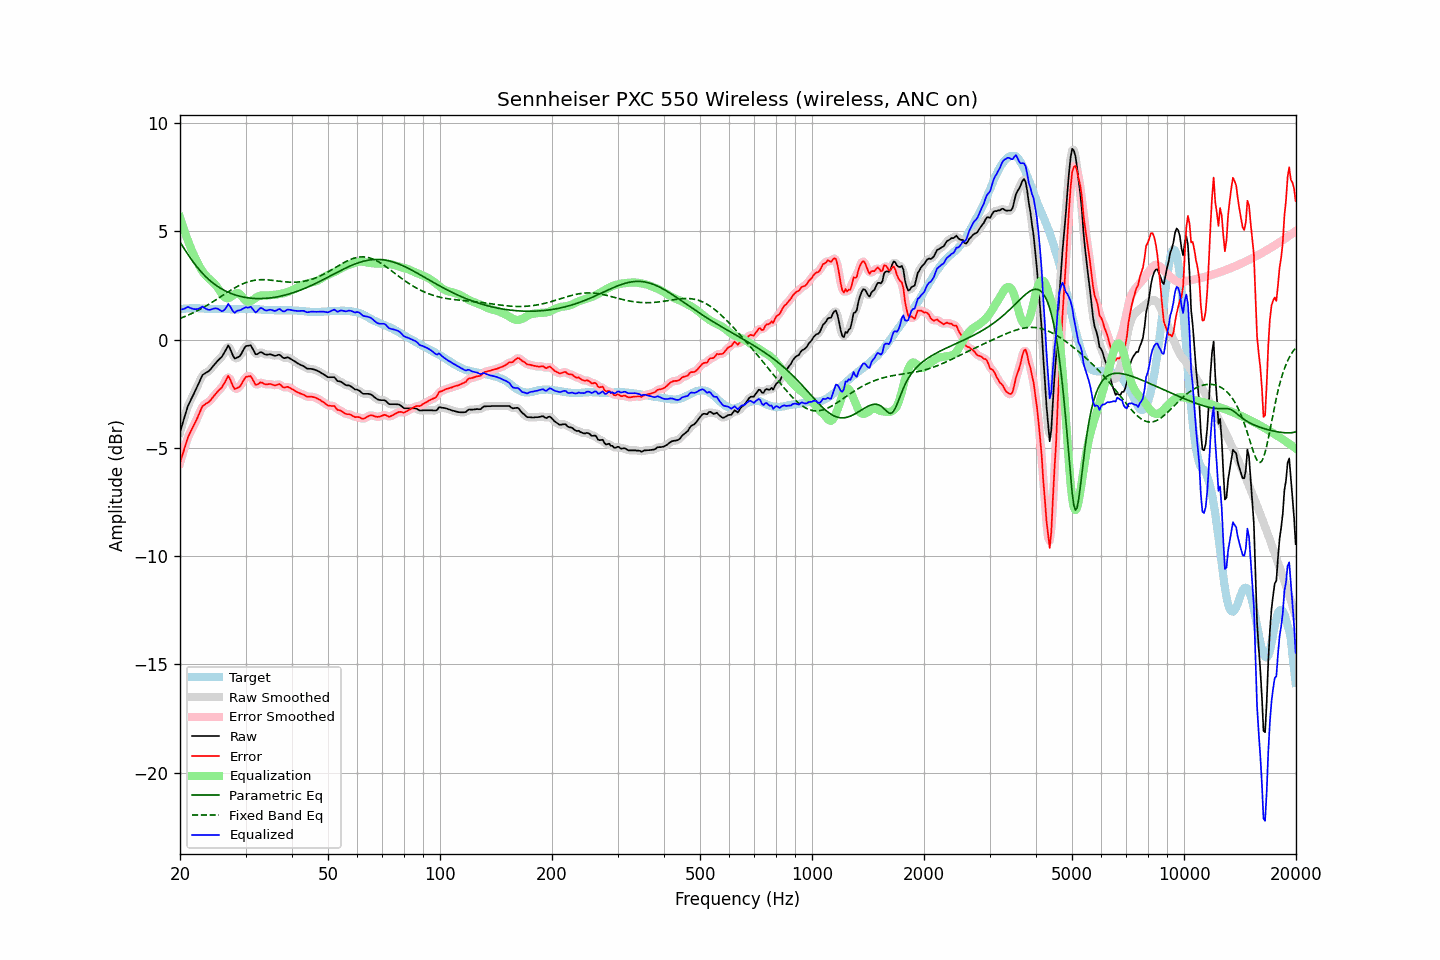 Sennheiser PXC 550 Wireless (wireless, ANC on)
10
5
0
−5
−10
−15
−20
Amplitude (dBr)
Target
Raw Smoothed
Error Smoothed
Raw
Error
Equalization
Parametric Eq
Fixed Band Eq
Equalized
20 50 100 200 500 1000 2000 5000 10000 20000
Frequency (Hz)